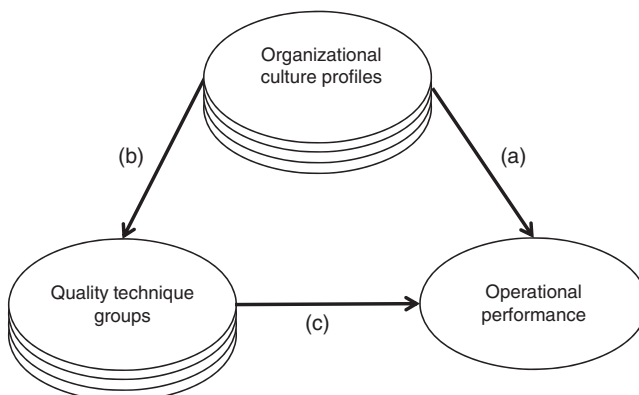 Organizational
culture profiles
(b)
(a)
Quality technique
groups
(c)
Operational
performance